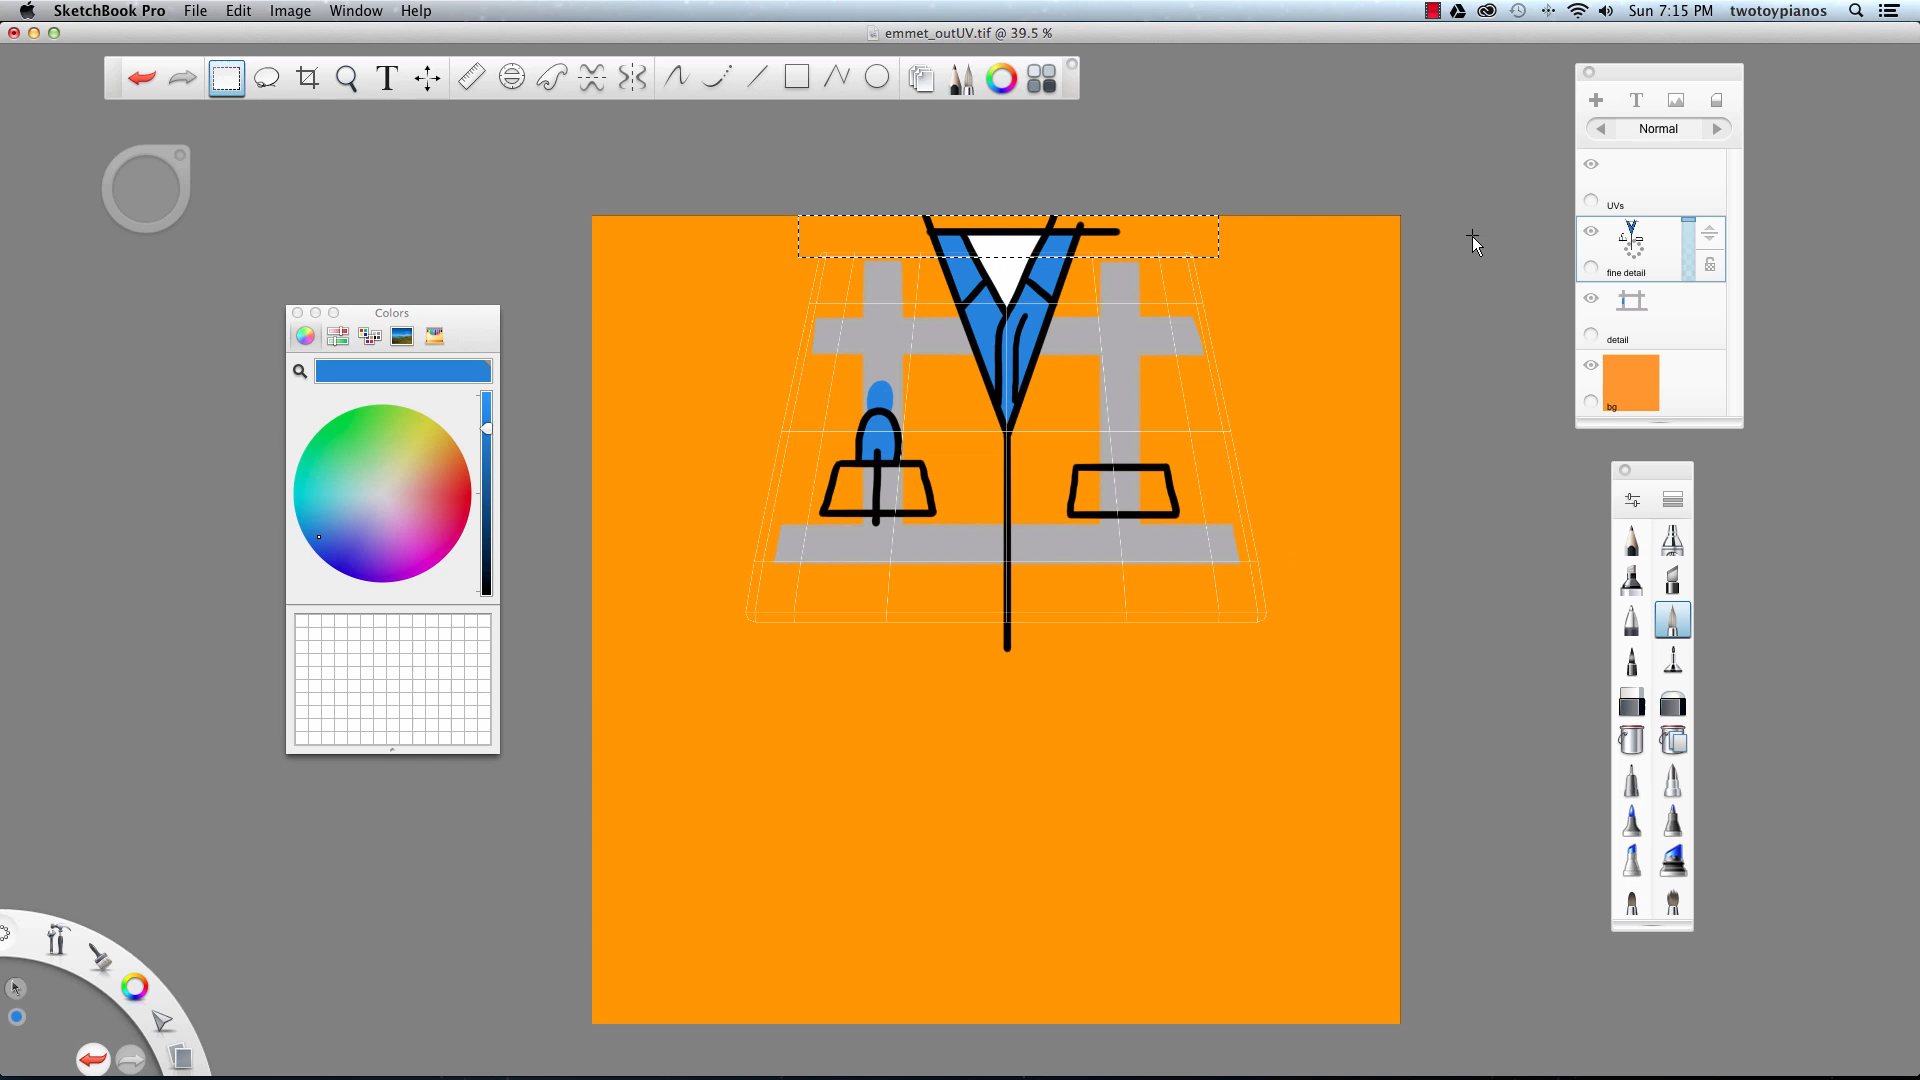 SketchBook Pro File Edit Image Window Help
Sun 7:15 PM twotoypianos
emmet_outUV.tif @ 39.5 %
T
T
Normal
UVs
fine detail
detail
bg
Colors